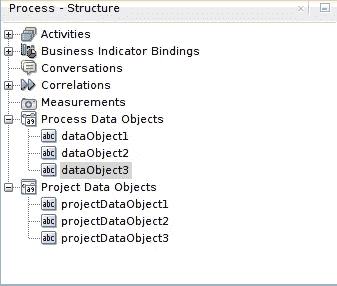 Process - Structure
Activities
Business Indicator Bindings
Conversations
Correlations
Measurements
Process Data Objects
abc dataObject1
abc dataObject2
abc dataObject3
Project Data Objects
abc projectDataObject1
abc projectDataObject2
abc projectDataObject3